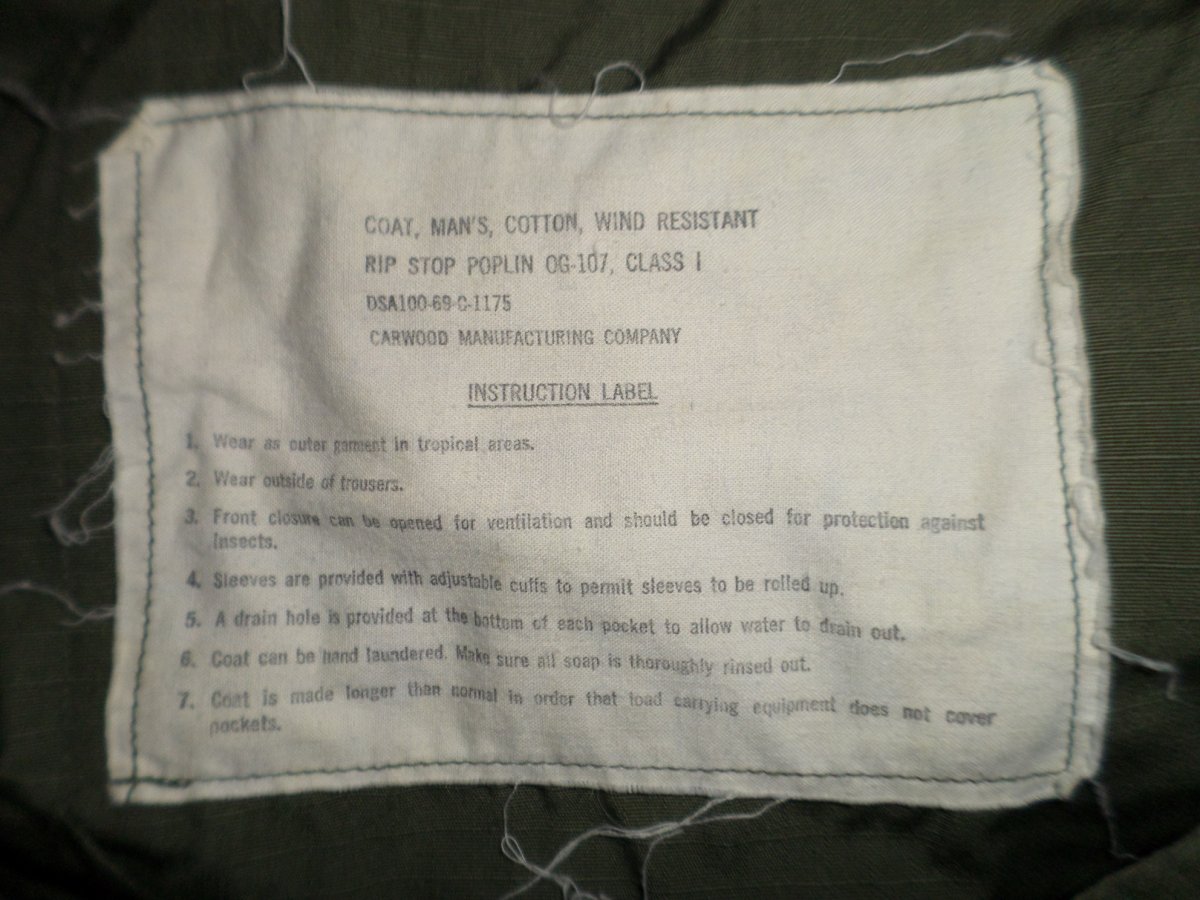 COAT, MAN'S, COTTON, WIND RESISTANT
RIP STOP POPLIN OG-107, CLASS I
DSA100-69-C-1175
CARWOOD MANUFACTURING COMPANY
INSTRUCTION LABEL
1. Wear as outer garment in tropical areas.
2. Wear outside of trousers.
3. Front closure can be opened for ventilation and should be closed for protection against
insects.
4. Sleeves are provided with adjustable cuffs to permit sleeves to be rolled up.
5. A drain hole is provided at the bottom of each pocket to allow water to drain out.
6. Coat can be hand laundered. Make sure all soap is thoroughly rinsed out.
7. Coat is made longer than normal in order that load carrying equipment does not cover
pockets.